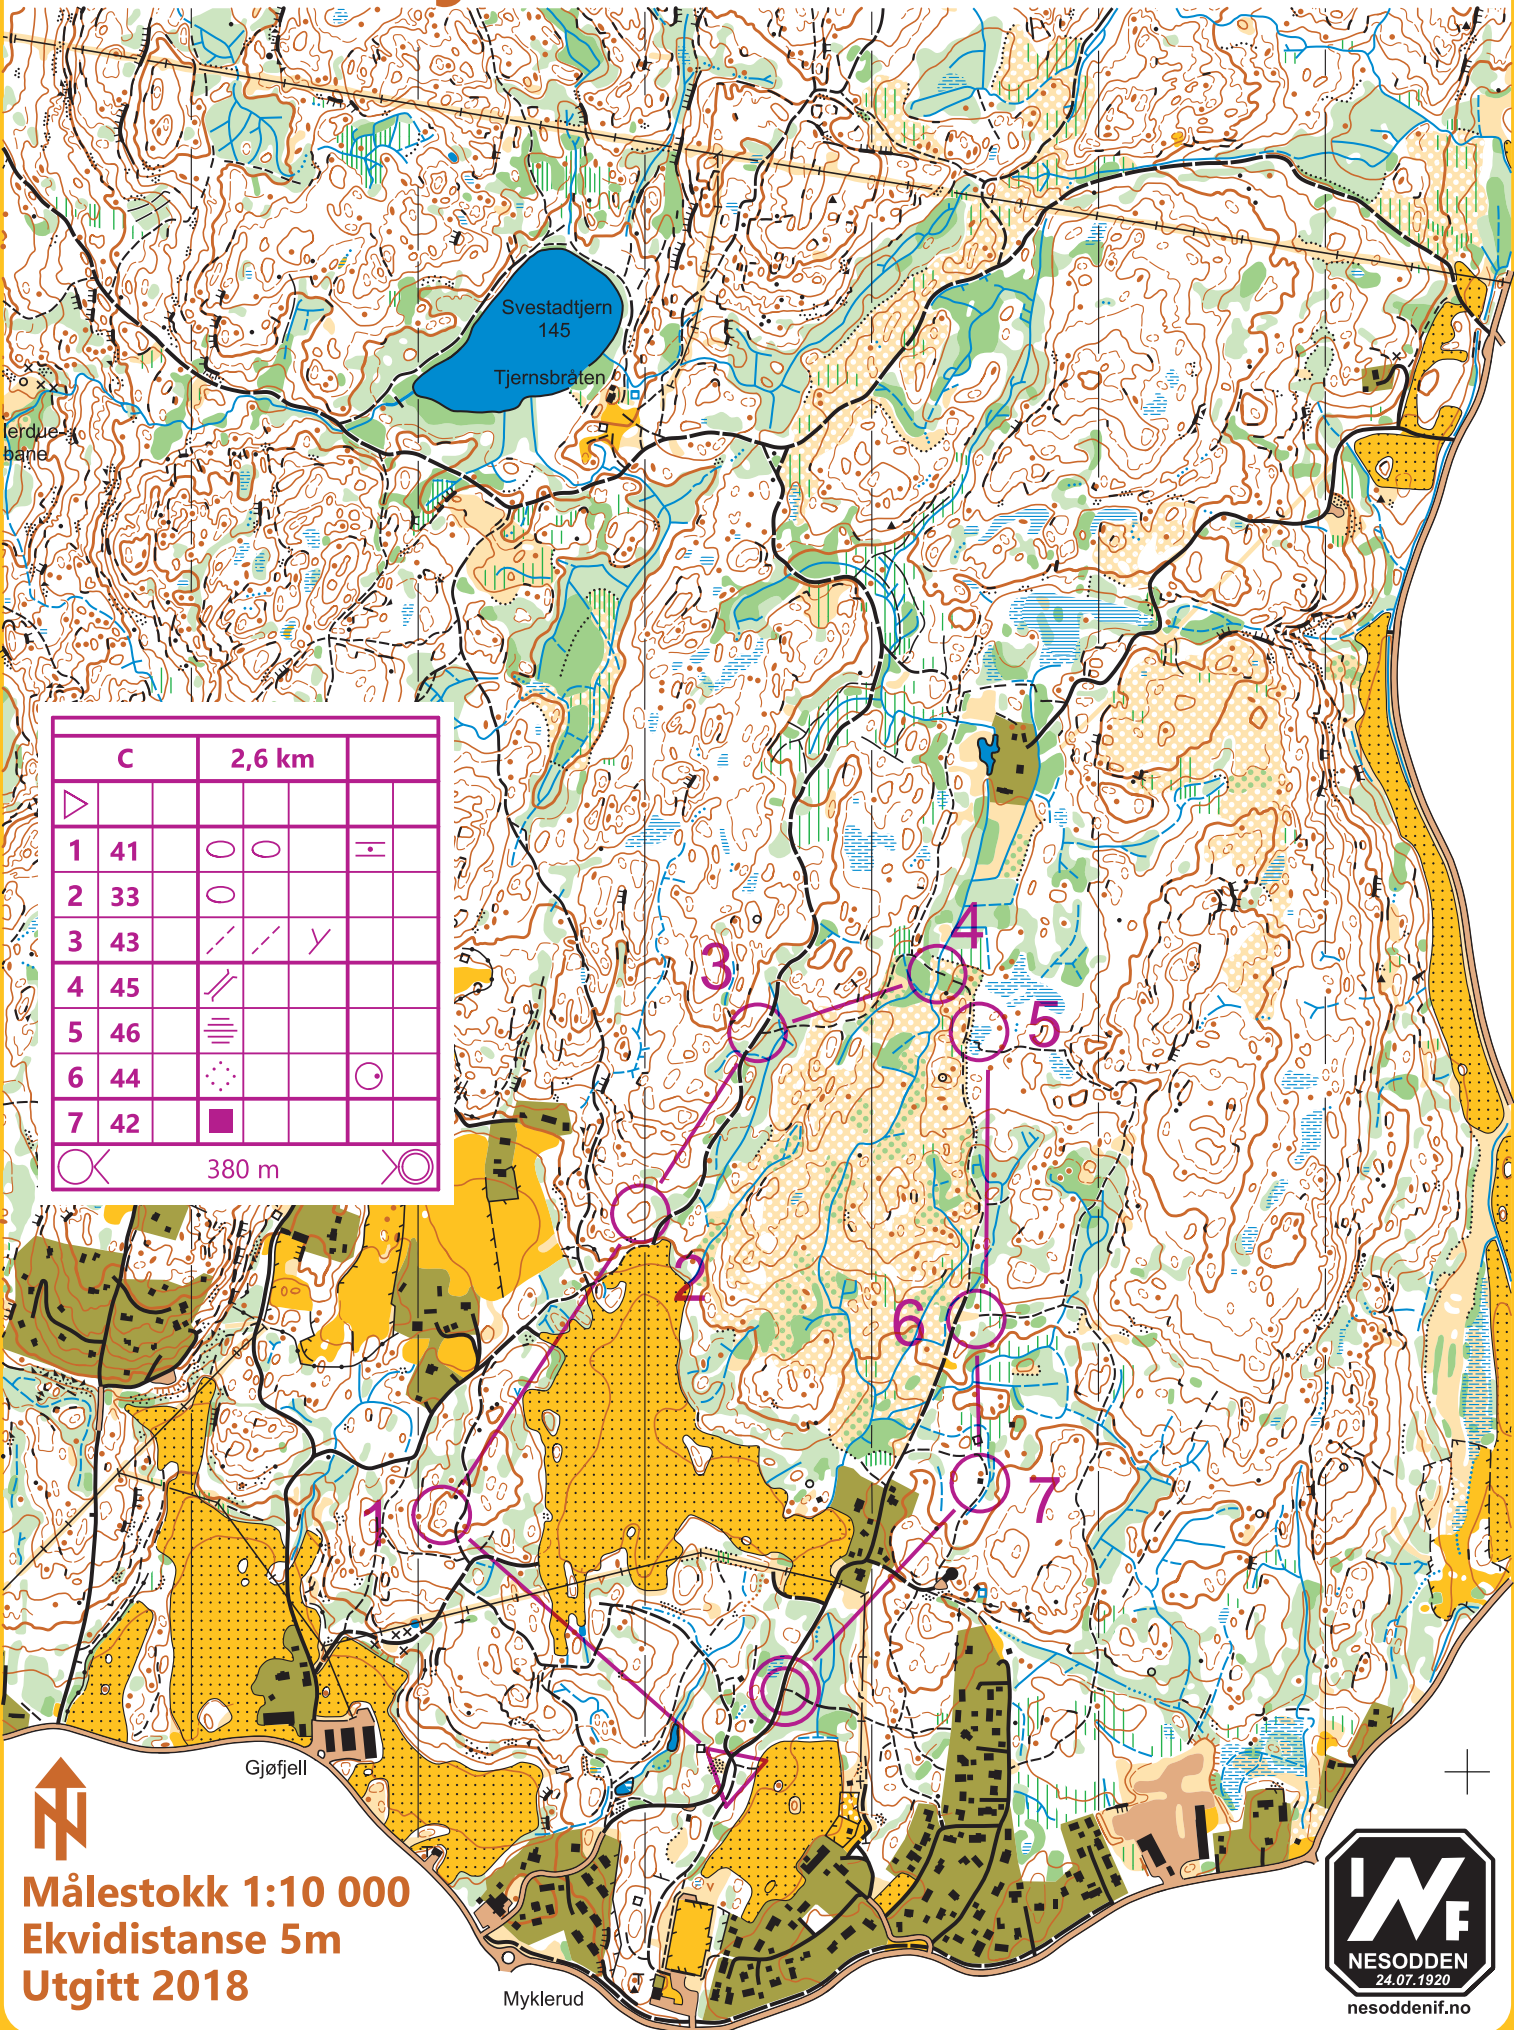 Svestadtjern
145
Tjernsbråten
lerdue-
bane
C 2,6 km
1 41
2 33
3 43
4 45
5 46
6 44
7 42
380 m
4
3
5
2
6
1
7
Gjøfjell
Målestokk 1:10 000
Ekvidistanse 5m
Utgitt 2018
Myklerud
INF
NESODDEN
24.07.1920
nesoddenif.no